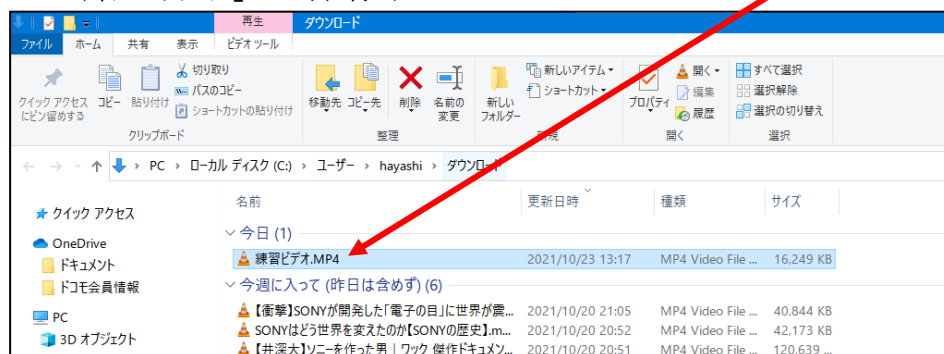 再生 ダウンロード
ファイル ホーム 共有 表示 ビデオ ツール
クイック アクセス
にピン留めする
コピー
貼り付け
切り取り
パスのコピー
ショートカットの貼り付け
クリップボード
移動先
コピー先
削除
名前の
変更
整理
新しい
フォルダー
新しいアイテム
ショートカット
新規
プロパティ
開く
編集
履歴
開く
すべて選択
選択解除
選択の切り替え
選択
PC › ローカル ディスク (C:) › ユーザー › hayashi › ダウンロード
名前 更新日時 種類 サイズ
クイック アクセス
OneDrive
ドキュメント
ドコモ会員情報
PC
3D オブジェクト
今日 (1)
練習ビデオ.MP4 2021/10/23 13:17 MP4 Video File ... 16,249 KB
今週に入って (昨日は含めず) (6)
【衝撃】SONYが開発した「電子の目」に世界が震... 2021/10/20 21:05 MP4 Video File ... 40,844 KB
SONYはどう世界を変えたのか【SONYの歴史】.m... 2021/10/20 20:52 MP4 Video File ... 42,173 KB
【井深大】ソニーを作った男｜ワック 傑作ドキュメン... 2021/10/20 20:51 MP4 Video File ... 120,639 ...